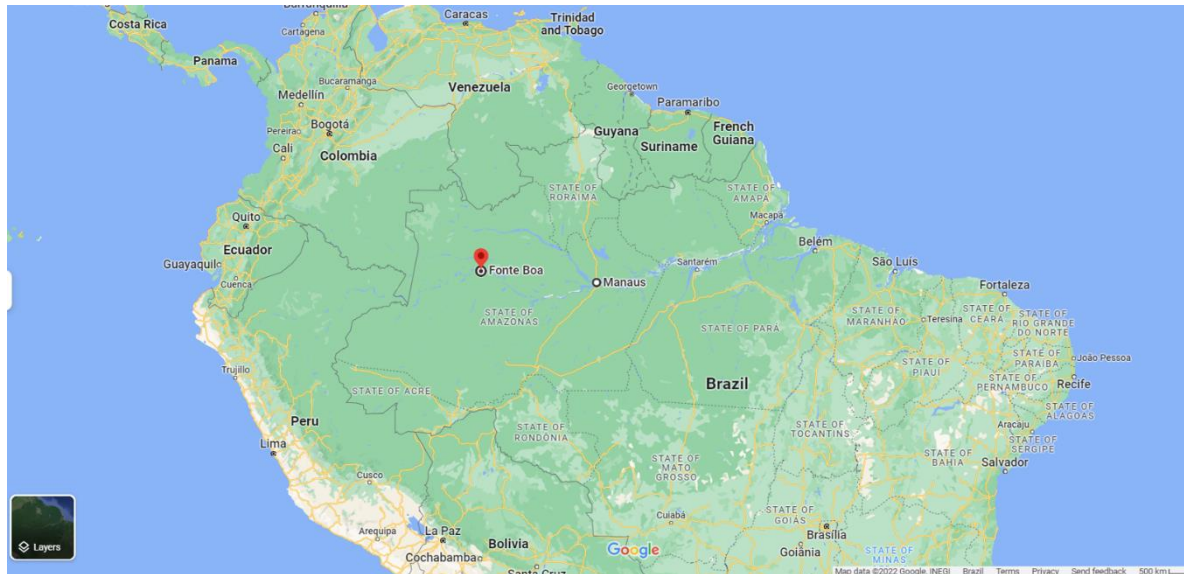 Barranquilla
Caracas
Trinidad
and Tobago
Costa Rica
Cartagena
Panama
Bucaramanga
Venezuela
Medellín
Georgetown
Paramaribo
Pereira
Bogotá
Guyana
French
Guiana
Suriname
Cali
Colombia
STATE OF
RORAIMA
STATE OF
AMAPÁ
Quito
Macapá
Ecuador
Belém
Guayaquil
Fonte Boa
Santarém
São Luís
Cuenca
Manaus
Fortaleza
STATE OF
AMAZONAS
STATE OF PARÁ
STATE OF
MARANHÃO
Teresina
STATE OF
CEARÁ
STATE OF
RIO GRANDE
DO NORTE
Trujillo
STATE OF
PIAUÍ
STATE OF
PARAÍBA
João Pessoa
STATE OF ACRE
Brazil
STATE OF
PERNAMBUCO
Recife
Peru
STATE OF
RONDÔNIA
STATE OF
TOCANTINS
STATE OF
ALAGOAS
Aracaju
STATE OF
SERGIPE
Lima
STATE OF
MATO
GROSSO
STATE OF
BAHIA
Salvador
Cusco
Layers
Cuiabá
STATE OF
GOIÁS
Arequipa
La Paz
Brasília
Bolivia
Google
Goiânia
STATE OF
MINAS
Cochabamba
Santa Cruz
Map data ©2022 Google, INEGI Brazil Terms Privacy Send feedback 500 km